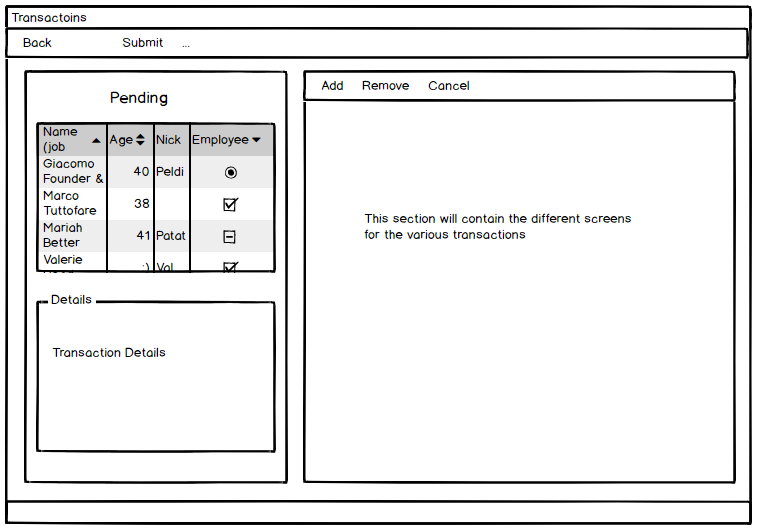 Transactoins
Back Submit ...
Pending
Name
(job
Age
Nick
Employee
Giacomo
Founder &
40
Peldi
Marco
Tuttofare
38
Mariah
Better
41
Patat
Valerie
:)
Val
Details
Transaction Details
Add Remove Cancel
This section will contain the different screens
for the various transactions